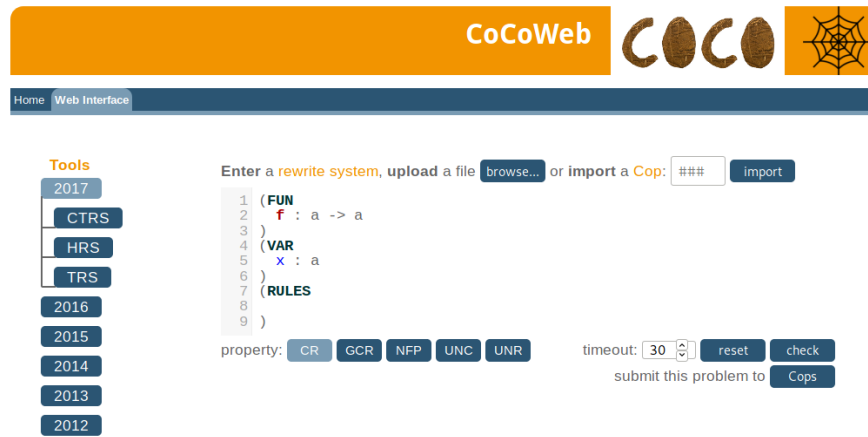 CoCoWeb
Home Web Interface
Tools
2017
CTRS
HRS
TRS
2016
2015
2014
2013
2012
Enter a rewrite system, upload a file browse... or import a Cop: ### import
1 (FUN
2 f : a -> a
3 )
4 (VAR
5 x : a
6 )
7 (RULES
8
9 )
property: CR GCR NFP UNC UNR timeout: 30 reset check
submit this problem to Cops